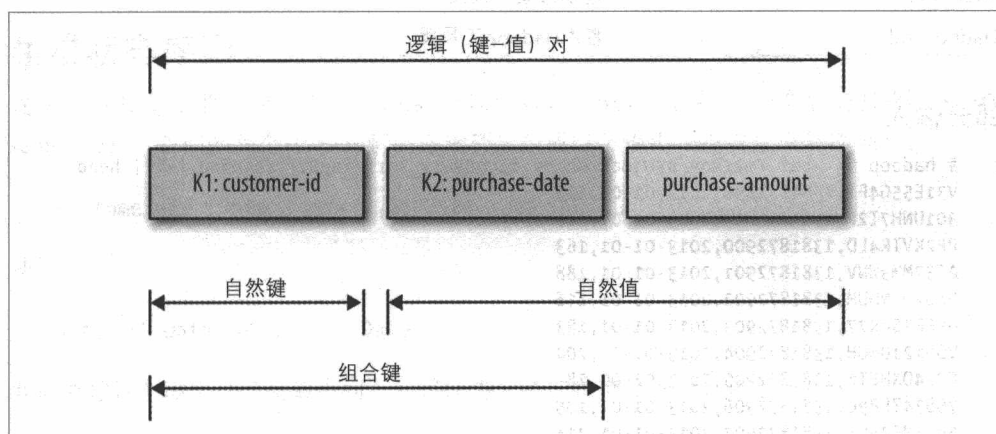 逻辑（键—值）对
K1: customer-id
K2: purchase-date
purchase-amount
自然键
自然值
组合键